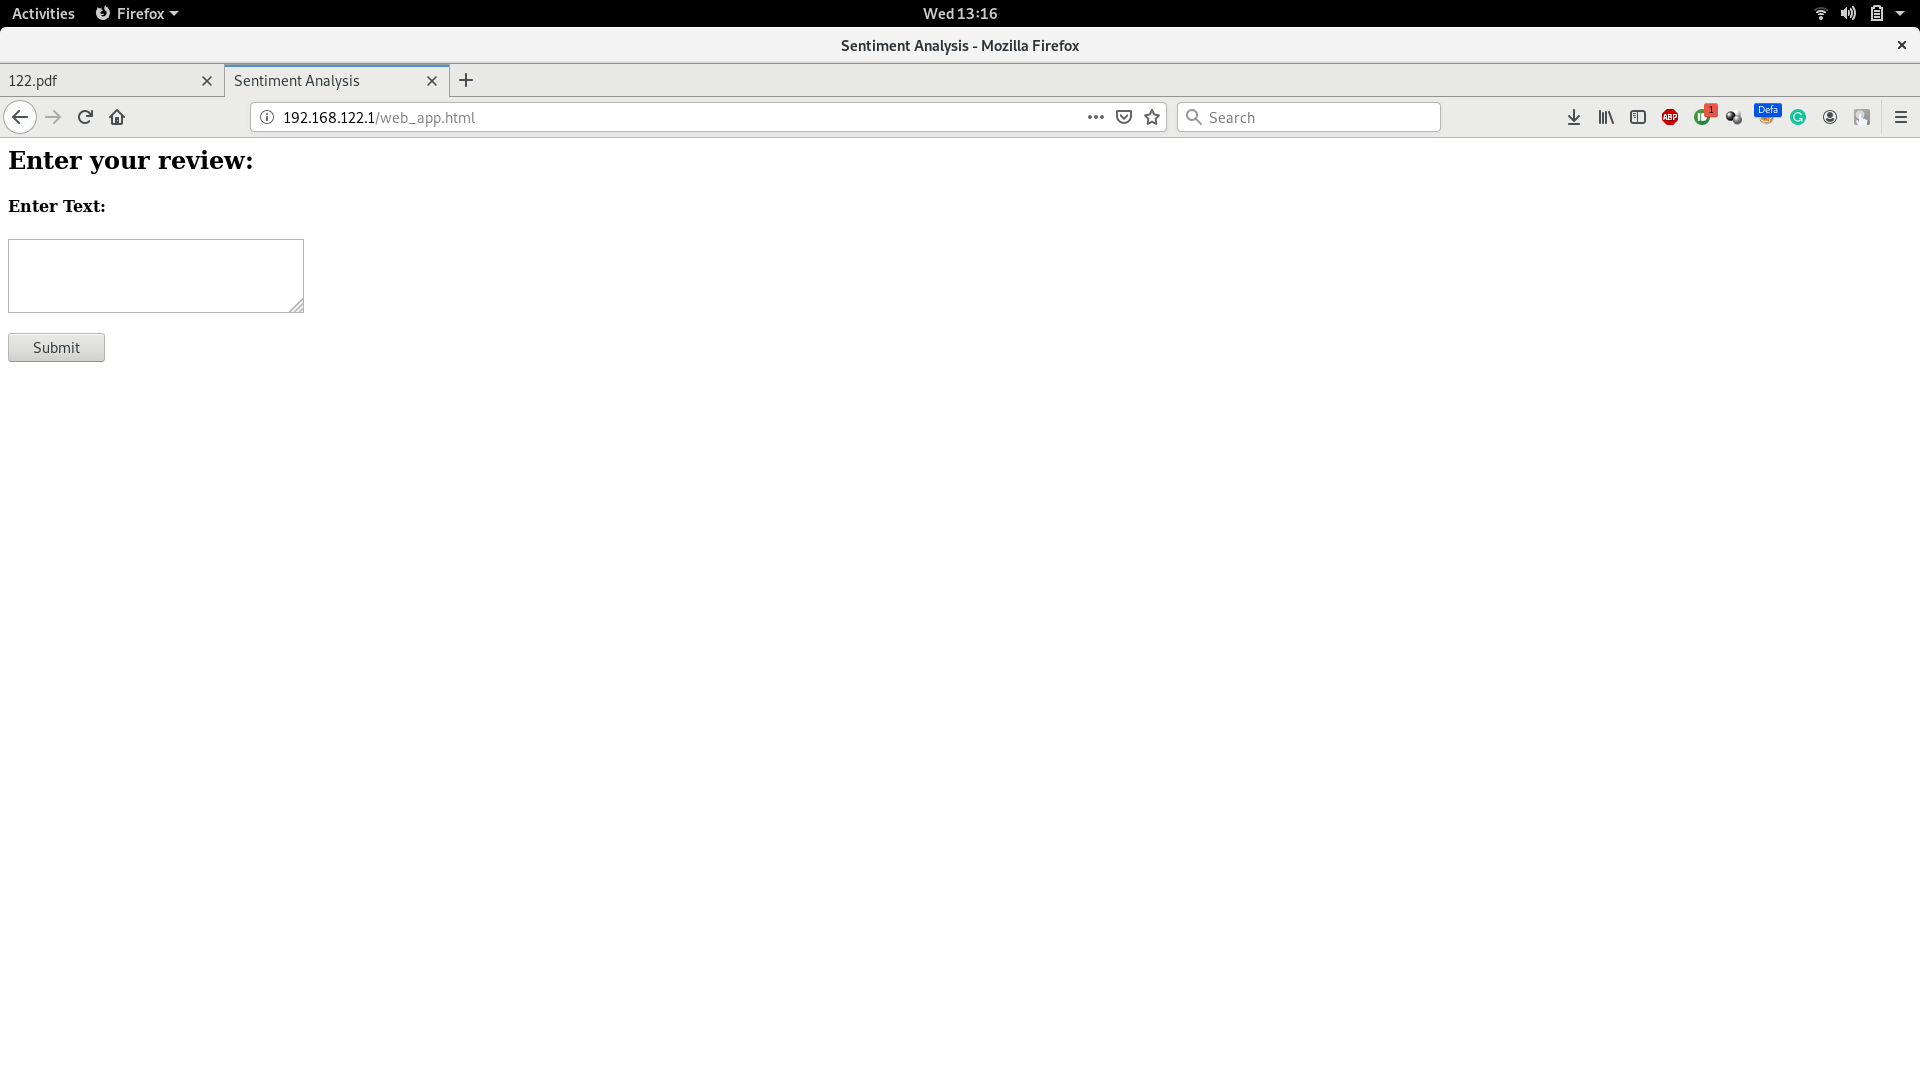 Activities Firefox Wed 13:16
Sentiment Analysis - Mozilla Firefox
122.pdf Sentiment Analysis
192.168.122.1/web_app.html Search ABP 1 Defa
Enter your review:
Enter Text:
Submit